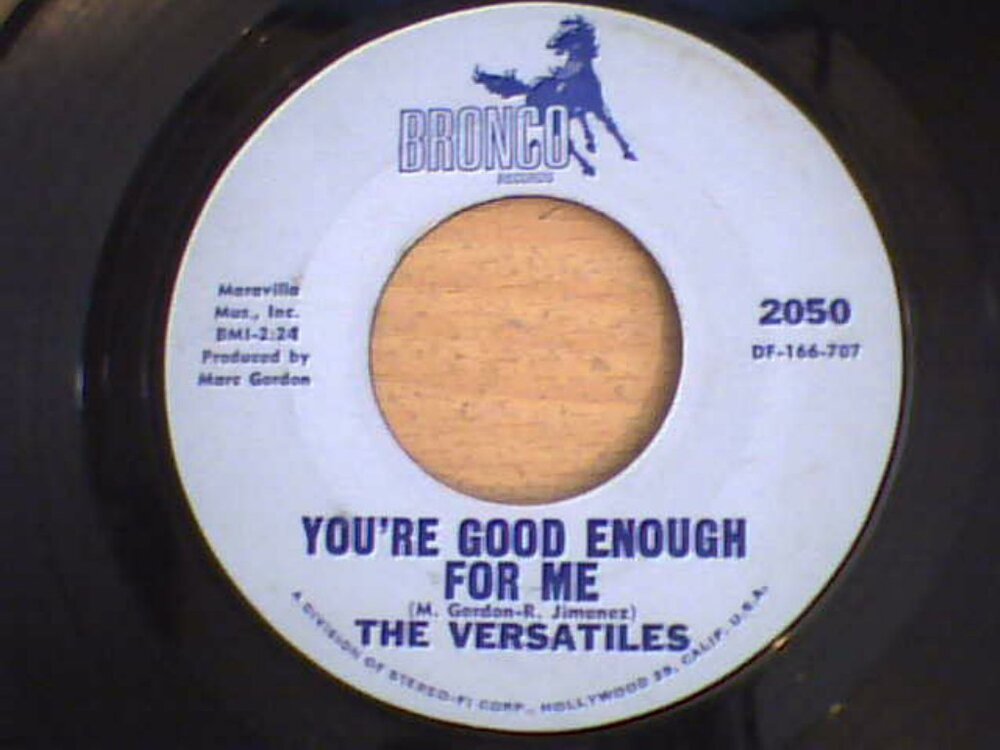 BRONCO
RECORDS
Maravilla
Mus., Inc.
BMI-2:24
Produced by
Marc Gordon
2050
DF-166-707
YOU'RE GOOD ENOUGH
FOR ME
(M. Gordon-R. Jimenez)
THE VERSATILES
A DIVISION OF STEREO-FI CORP., HOLLYWOOD 39, CALIF. U.S.A.